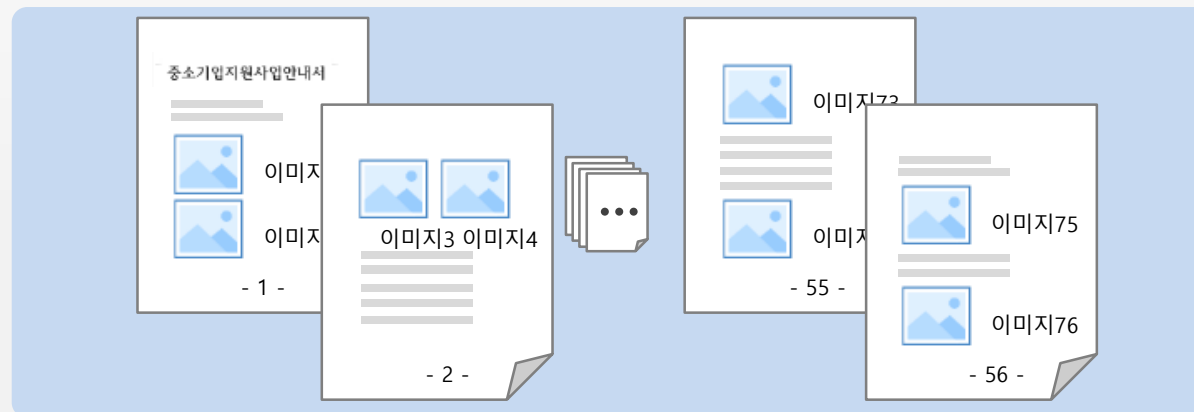 중소기업지원사업안내서
이미지
이미지
- 1 -
이미지3 이미지4
- 2 -
이미지73
이미지
- 55 -
이미지75
이미지76
- 56 -